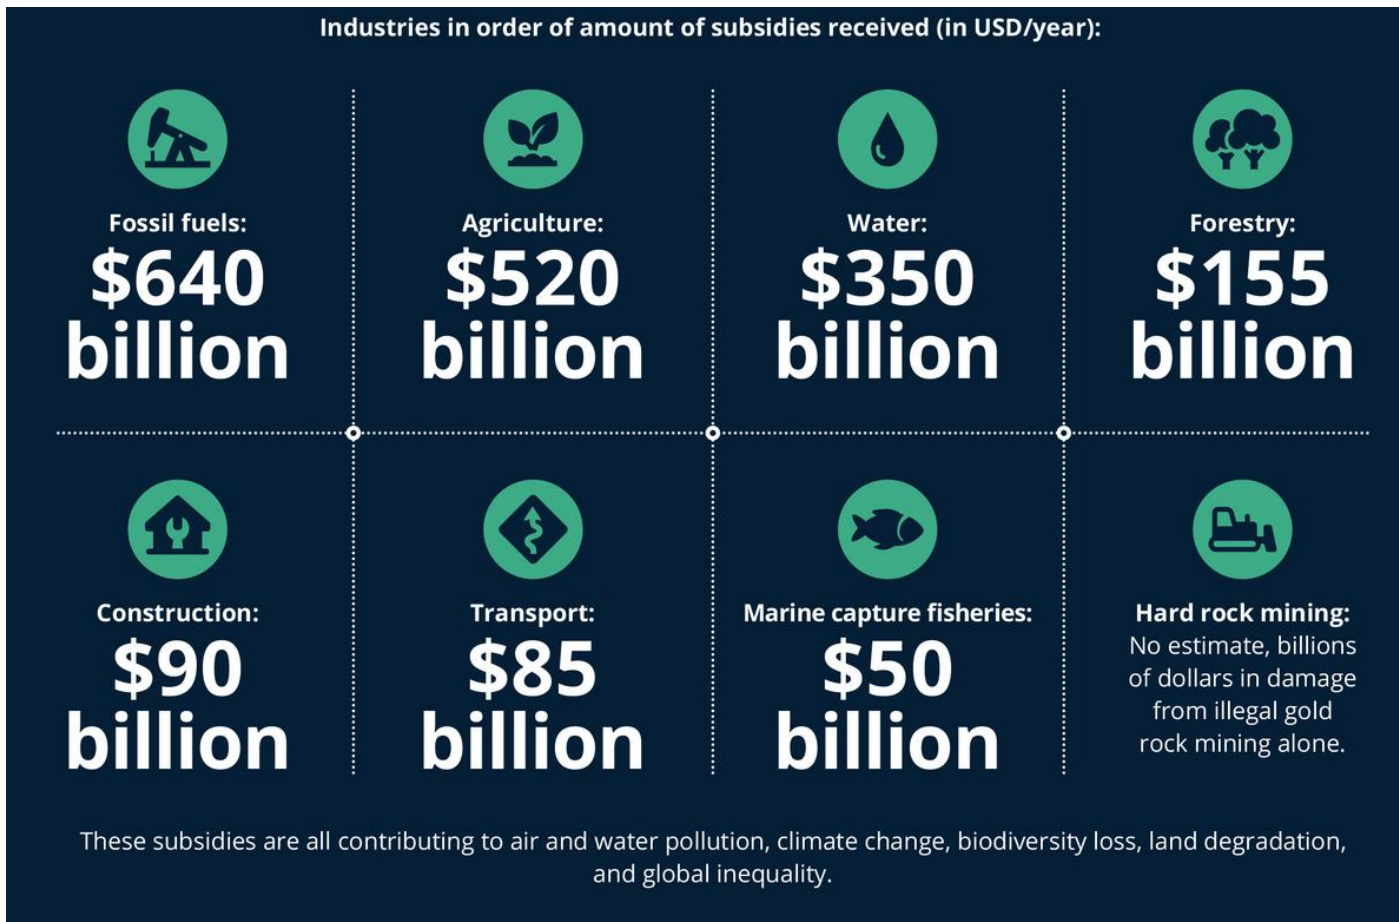 Industries in order of amount of subsidies received (in USD/year):
Fossil fuels:
$640
billion
Agriculture:
$520
billion
Water:
$350
billion
Forestry:
$155
billion
Construction:
$90
billion
Transport:
$85
billion
Marine capture fisheries:
$50
billion
Hard rock mining:
No estimate, billions
of dollars in damage
from illegal gold
rock mining alone.
These subsidies are all contributing to air and water pollution, climate change, biodiversity loss, land degradation,
and global inequality.